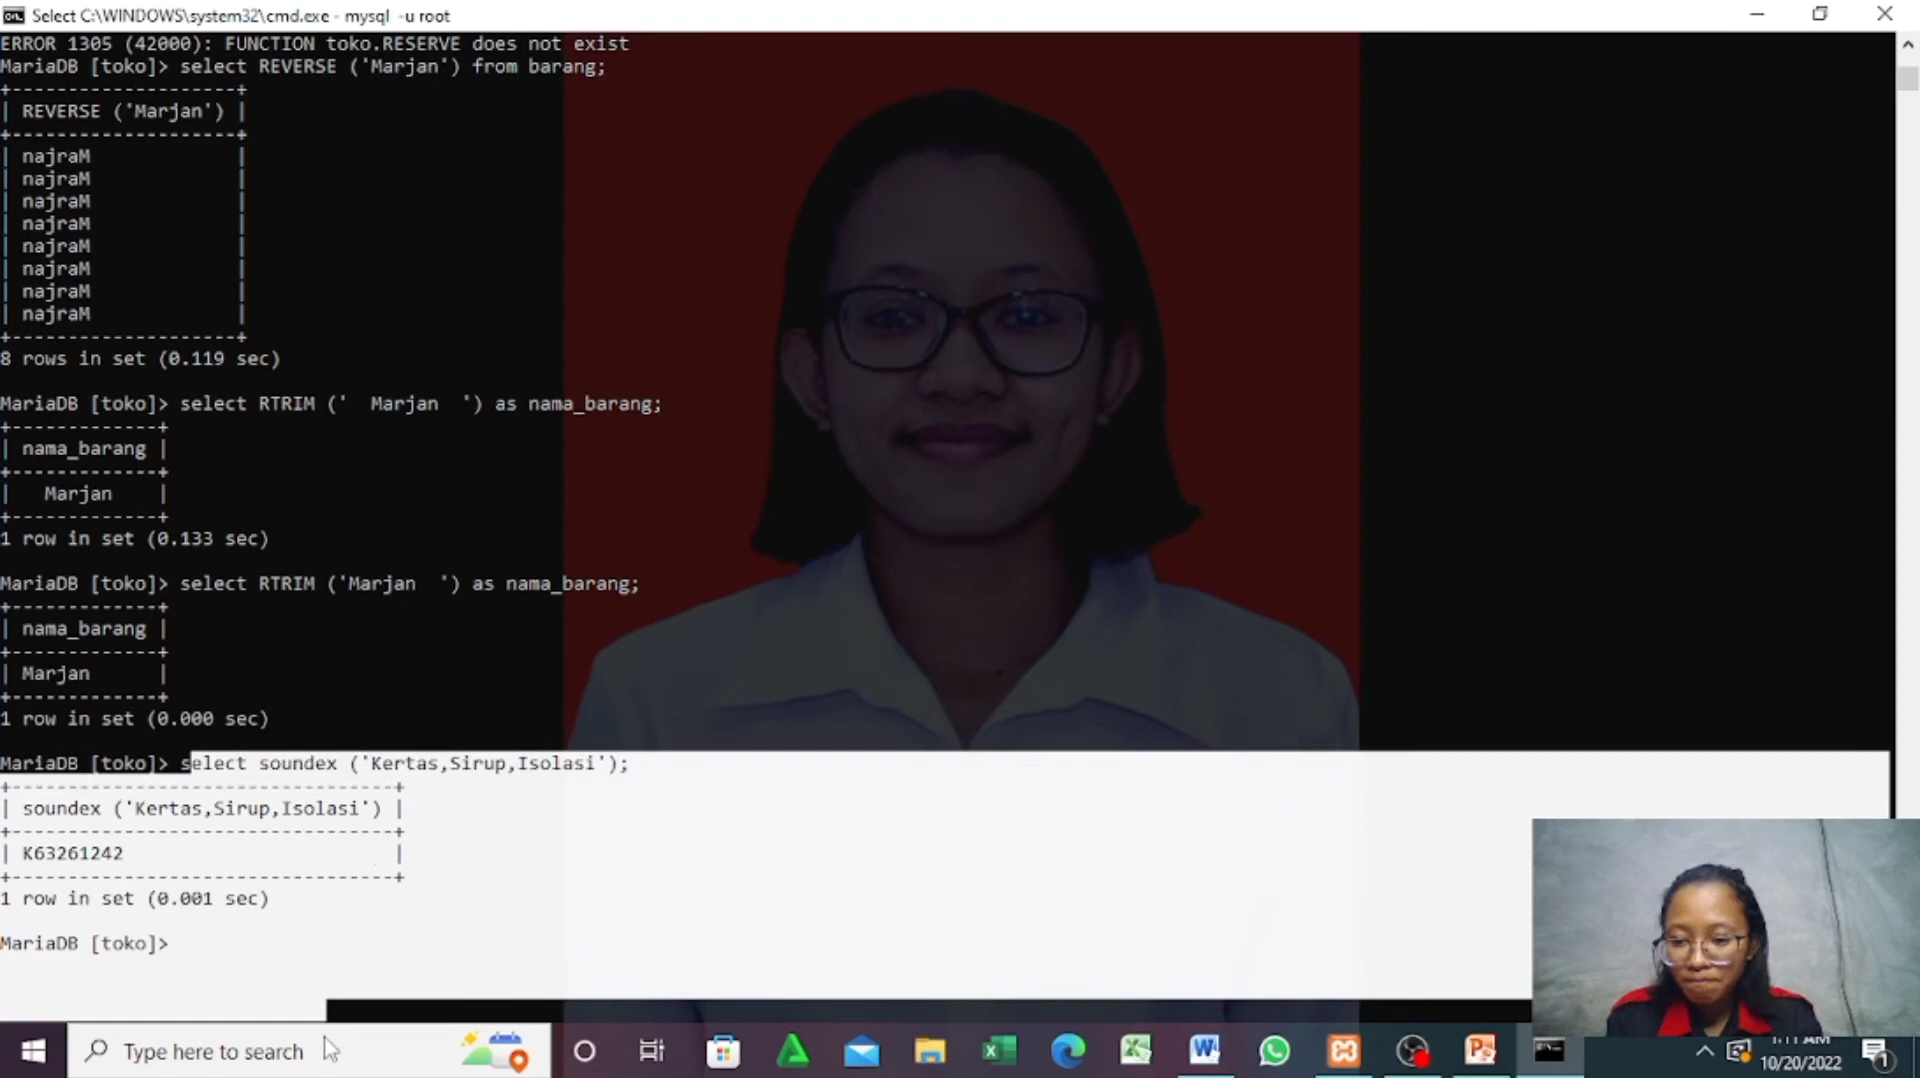 Select C:\WINDOWS\system32\cmd.exe - mysql  -u root
ERROR 1305 (42000): FUNCTION toko.RESERVE does not exist
MariaDB [toko]> select REVERSE ('Marjan') from barang;
+--------------------+
| REVERSE ('Marjan') |
+--------------------+
| najraM             |
| najraM             |
| najraM             |
| najraM             |
| najraM             |
| najraM             |
| najraM             |
| najraM             |
+--------------------+
8 rows in set (0.119 sec)
MariaDB [toko]> select RTRIM ('  Marjan  ') as nama_barang;
+-------------+
| nama_barang |
+-------------+
|   Marjan    |
+-------------+
1 row in set (0.133 sec)
MariaDB [toko]> select RTRIM ('Marjan  ') as nama_barang;
+-------------+
| nama_barang |
+-------------+
| Marjan      |
+-------------+
1 row in set (0.000 sec)
MariaDB [toko]> select soundex ('Kertas,Sirup,Isolasi');
+----------------------------------+
| soundex ('Kertas,Sirup,Isolasi') |
+----------------------------------+
| K63261242                        |
+----------------------------------+
1 row in set (0.001 sec)
MariaDB [toko]>
Type here to search
1:11 AM
10/20/2022
1